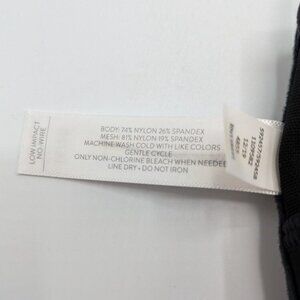 LOW IMPACT
NO WIRE
BODY: 74% NYLON 26% SPANDEX
MESH: 81% NYLON 19% SPANDEX
MACHINE WASH COLD WITH LIKE COLORS
GENTLE CYCLE
ONLY NON-CHLORINE BLEACH WHEN NEEDED
LINE DRY • DO NOT IRON